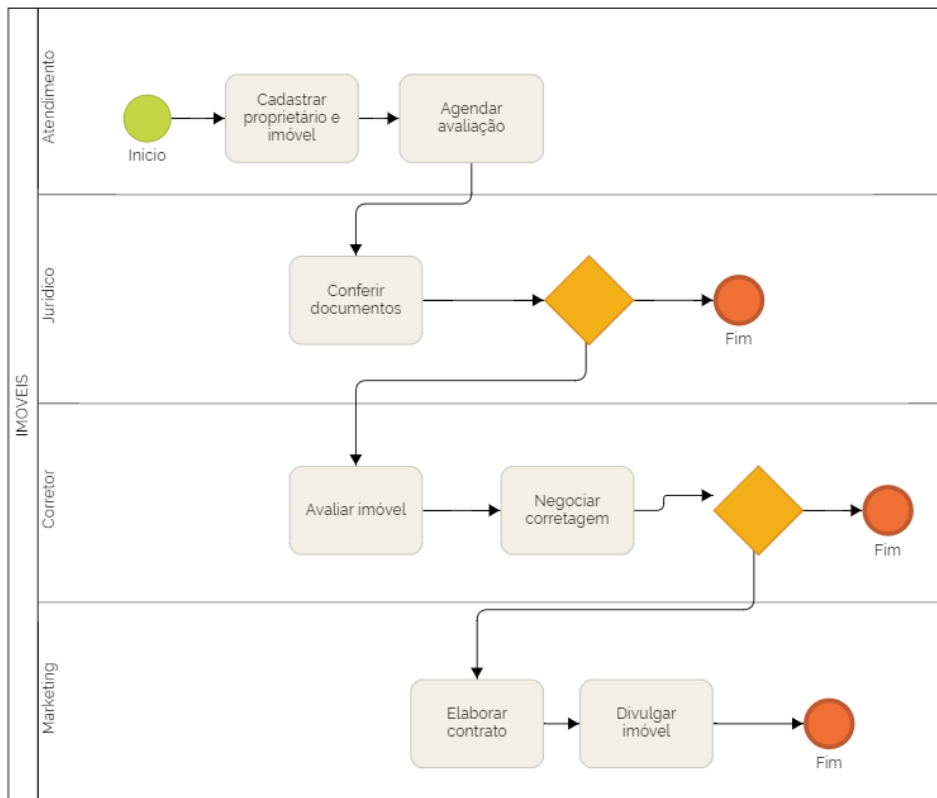 IMOVEIS
Atendimento
Inicio
Cadastrar
proprietário e
imóvel
Agendar
avaliação
Jurídico
Conferir
documentos
Fim
Corretor
Avaliar imóvel
Negociar
corretagem
Fim
Marketing
Elaborar
contrato
Divulgar
imóvel
Fim